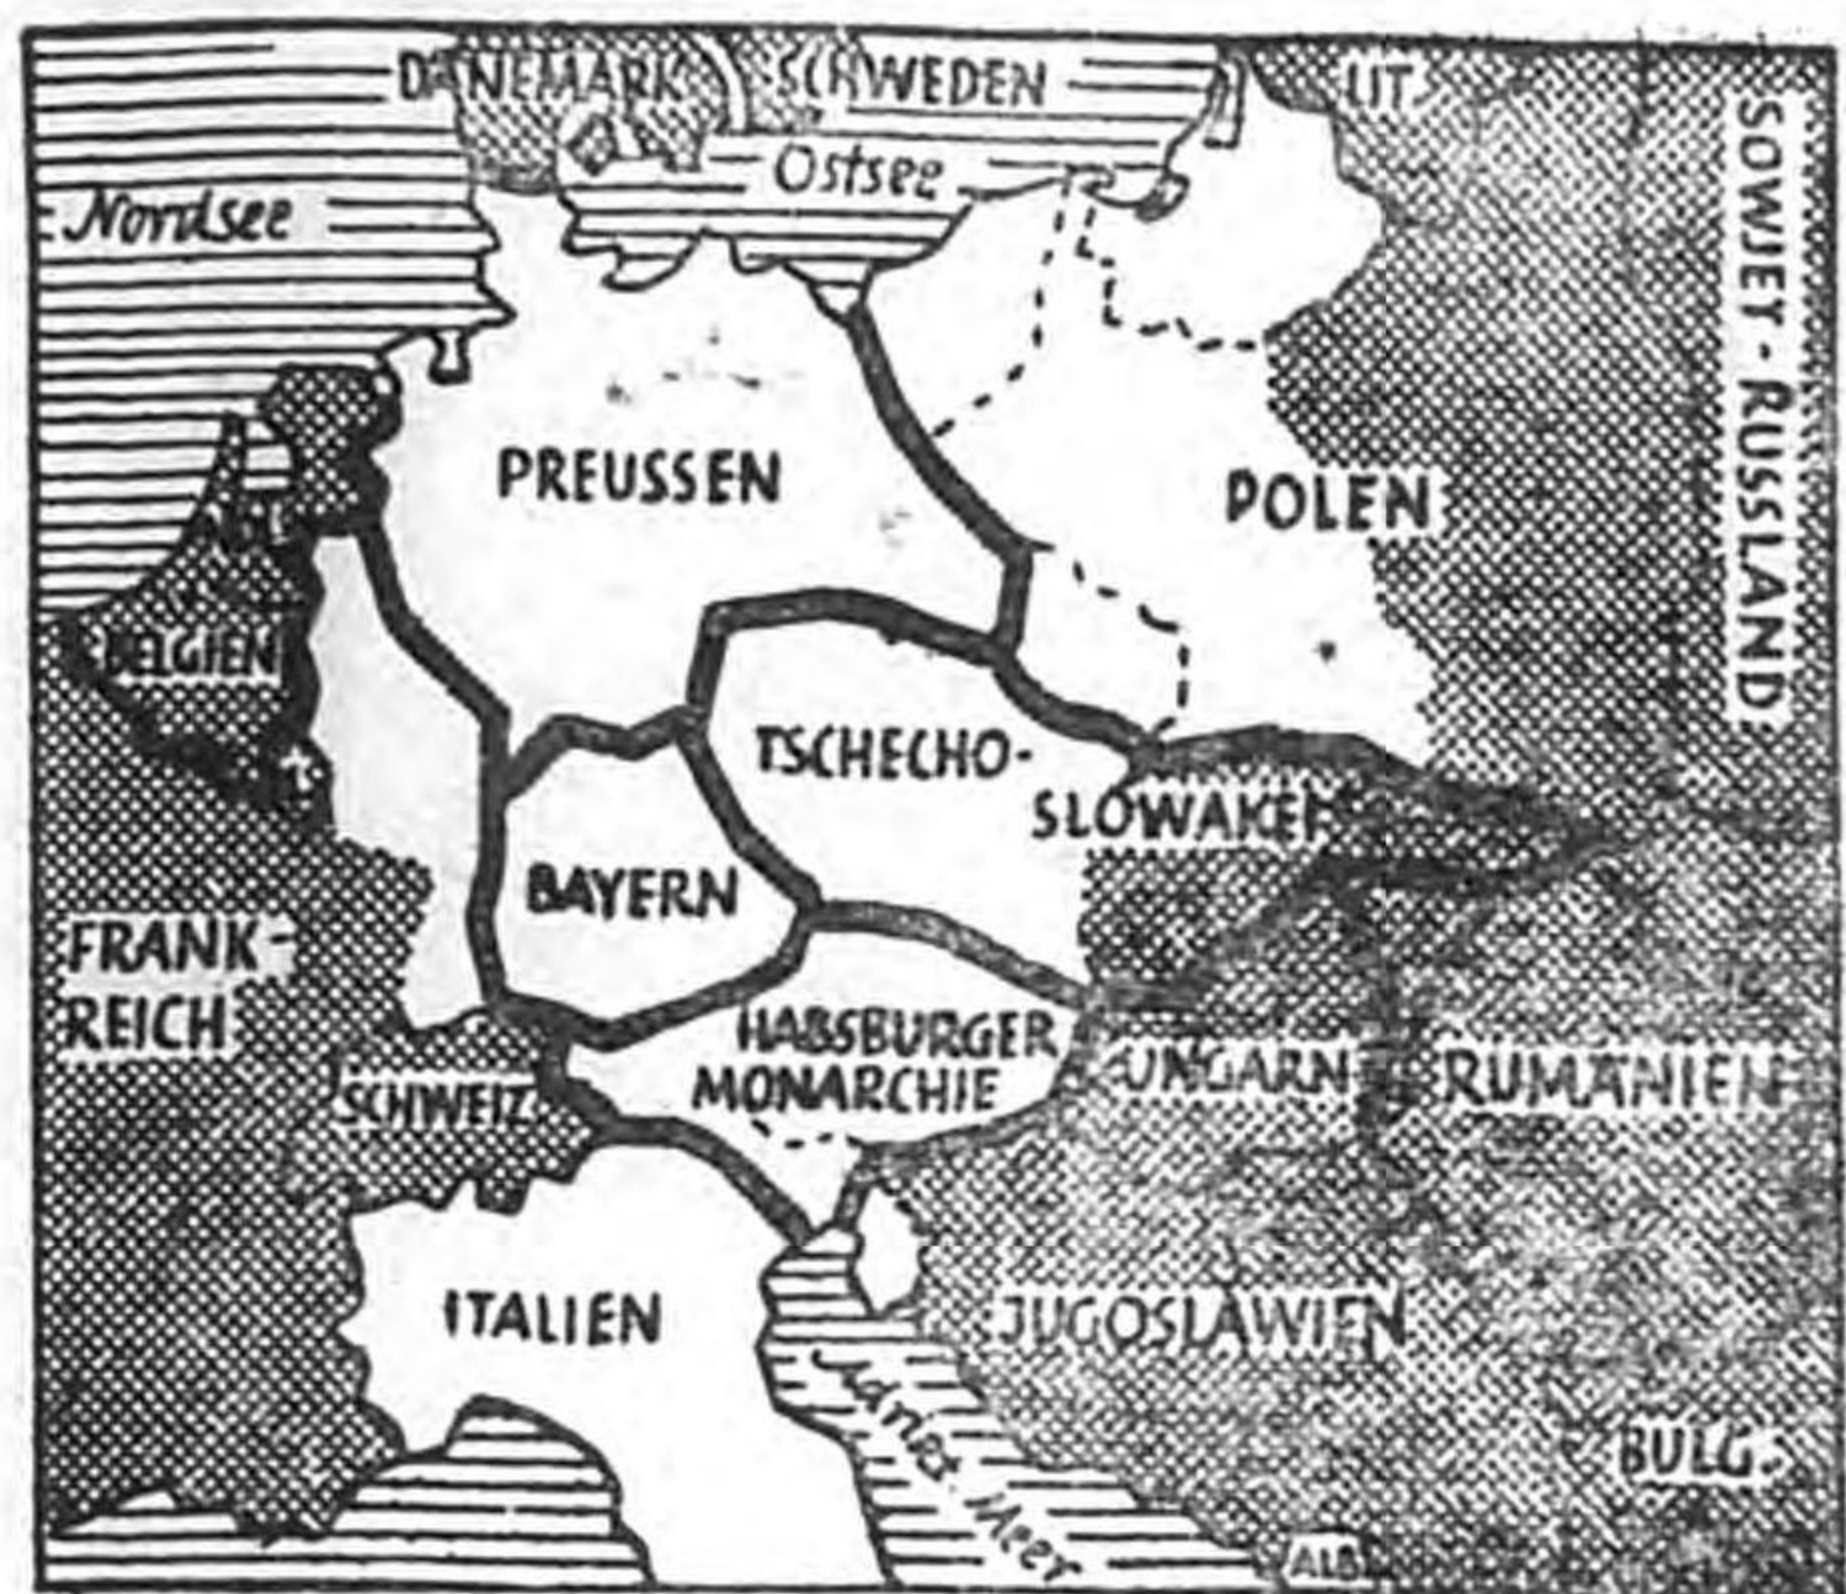 DÄNEMARK
SCHWEDEN
LIT.
Ostsee
Nordsee
SOWJET-RUSSLAND
PREUSSEN
POLEN
BELGIEN
TSCHECHO-
SLOWAKEI
BAYERN
FRANK-
REICH
HABSBURGER
MONARCHIE
UNGARN
RUMÄNIEN
SCHWEIZ
ITALIEN
JUGOSLAWIEN
Meer
BULG.
ALB.